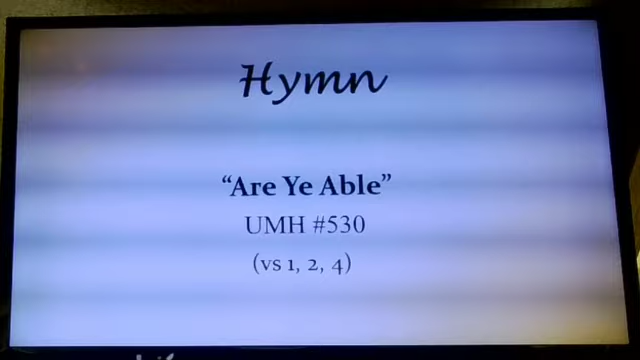 Hymn
“Are Ye Able”
UMH #530
(vs 1, 2, 4)